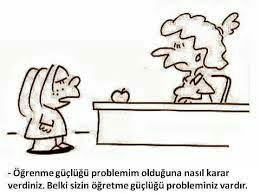 - Öğrenme güçlüğü problemim olduğuna nasıl karar
verdiniz. Belki sizin öğretme güçlüğü probleminiz vardır.